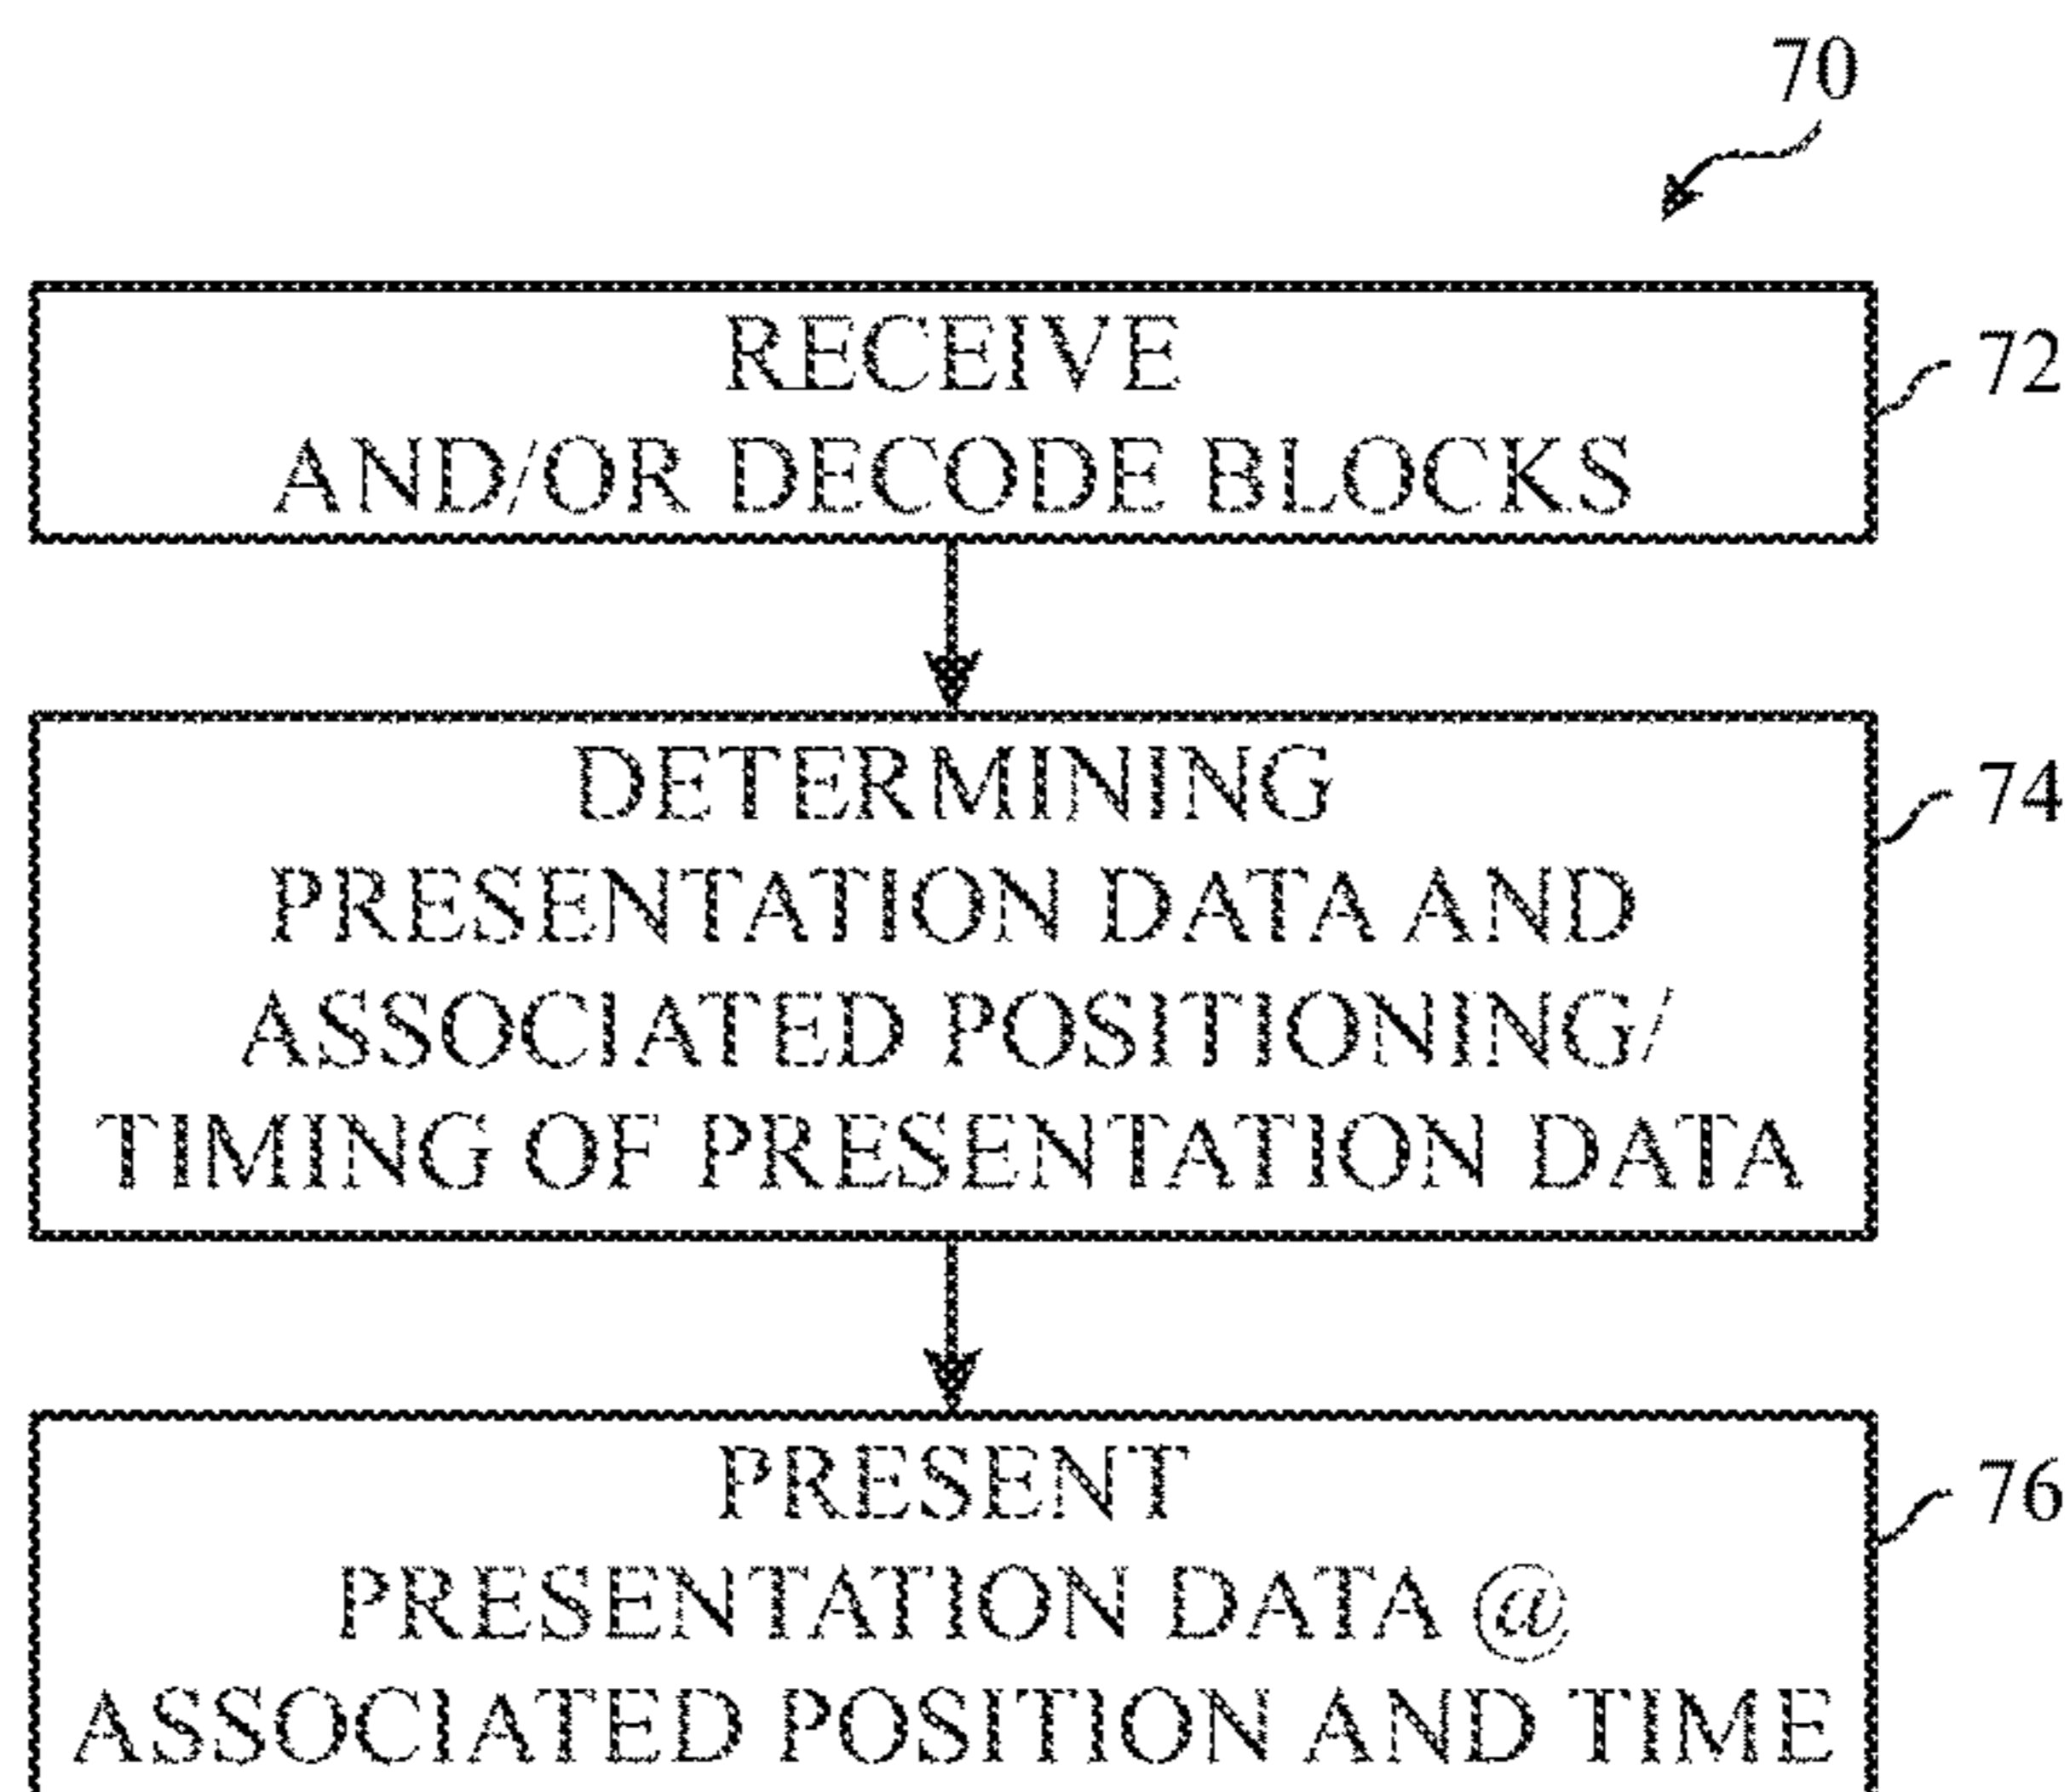 70
RECEIVE
AND/OR DECODE BLOCKS
72
DETERMINING
PRESENTATION DATA AND
ASSOCIATED POSITIONING/
TIMING OF PRESENTATION DATA
74
PRESENT
PRESENTATION DATA @
ASSOCIATED POSITION AND TIME
76